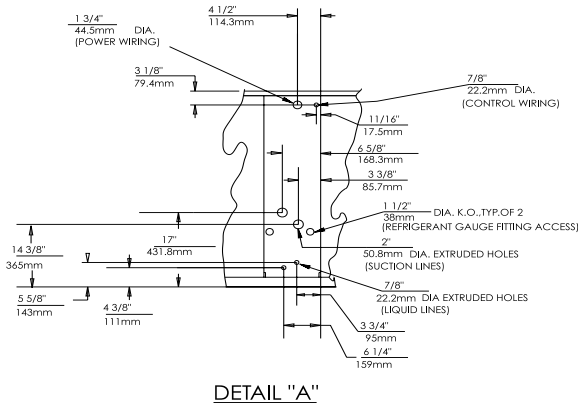 1 3/4"
44.5mm DIA.
(POWER WIRING)
4 1/2"
114.3mm
3 1/8"
79.4mm
7/8"
22.2mm DIA.
(CONTROL WIRING)
11/16"
17.5mm
6 5/8"
168.3mm
3 3/8"
85.7mm
1 1/2" DIA. K.O.,TYP.OF 2
38mm (REFRIGERANT GAUGE FITTING ACCESS)
2"
50.8mm DIA. EXTRUDED HOLES
(SUCTION LINES)
17"
431.8mm
14 3/8"
365mm
7/8"
22.2mm DIA EXTRUDED HOLES
(LIQUID LINES)
5 5/8"
143mm
4 3/8"
111mm
3 3/4"
95mm
6 1/4"
159mm
DETAIL "A"